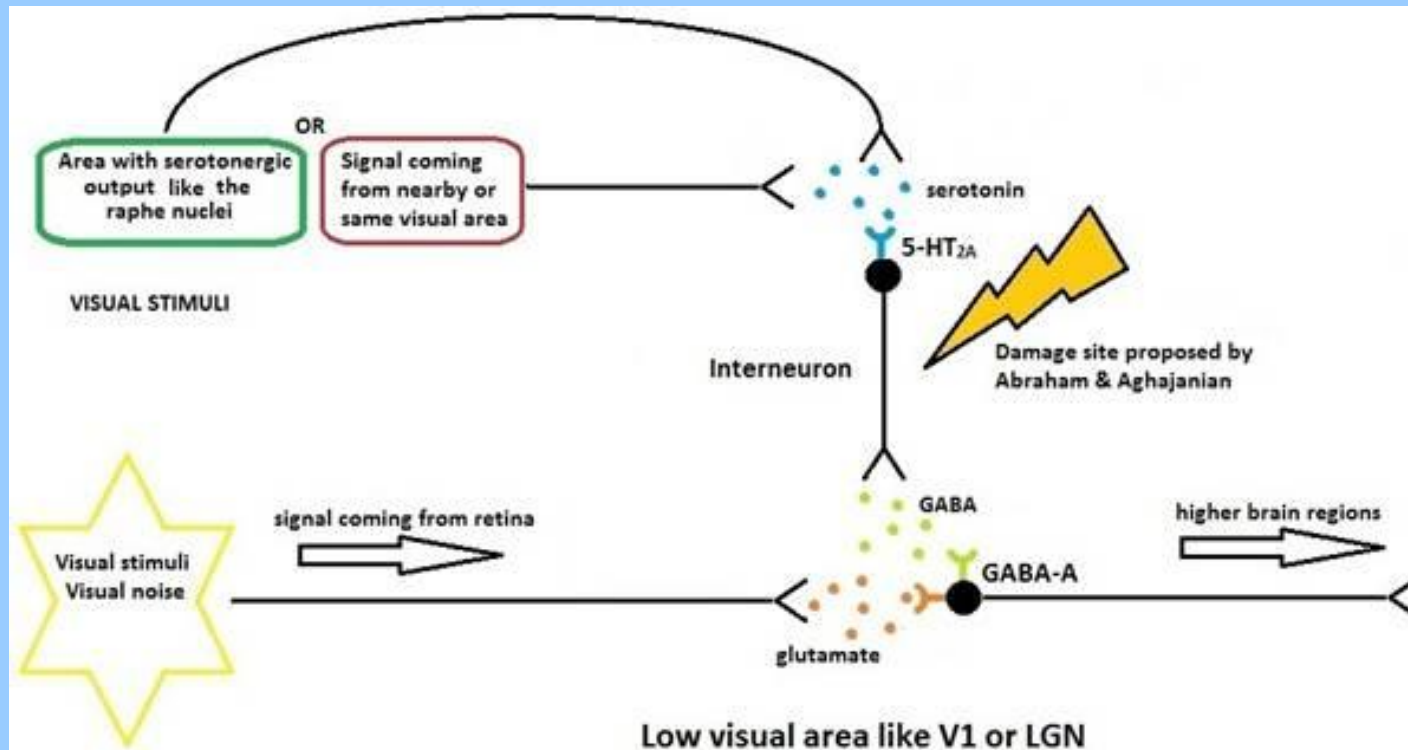 OR
Area with serotonergic
output like the
raphe nuclei
Signal coming
from nearby or
same visual area
serotonin
5-HT2A
VISUAL STIMULI
Interneuron
Damage site proposed by
Abraham & Aghajanian
GABA
signal coming from retina
higher brain regions
Visual stimuli
Visual noise
GABA-A
glutamate
Low visual area like V1 or LGN